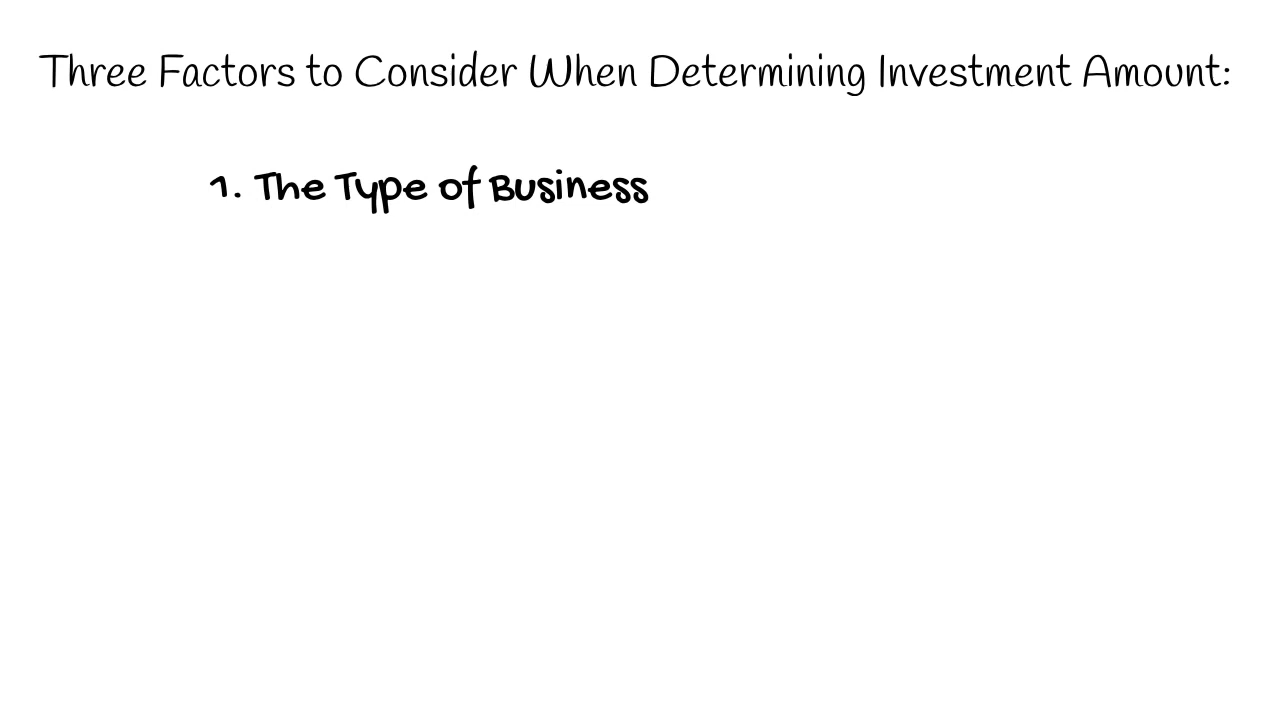 Three Factors to Consider When Determining Investment Amount:
1. The Type of Business